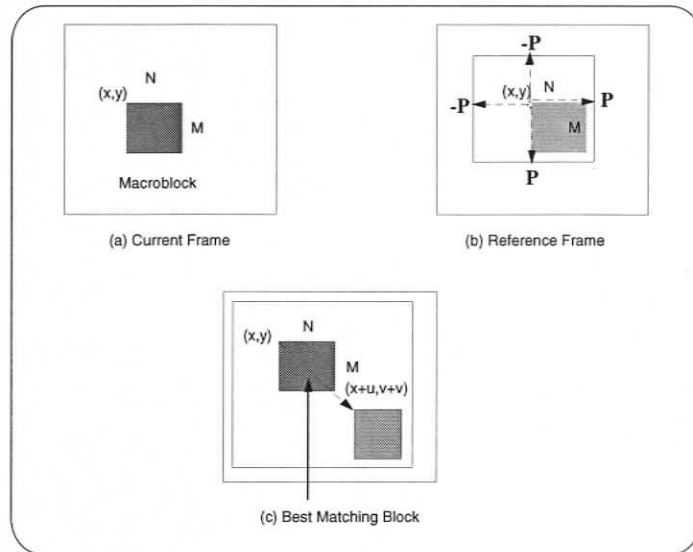 N
(x,y)
M
Macroblock
(a) Current Frame
-P
N
(x,y)
-P
P
M
P
(b) Reference Frame
N
(x,y)
M
(x+u,v+v)
(c) Best Matching Block